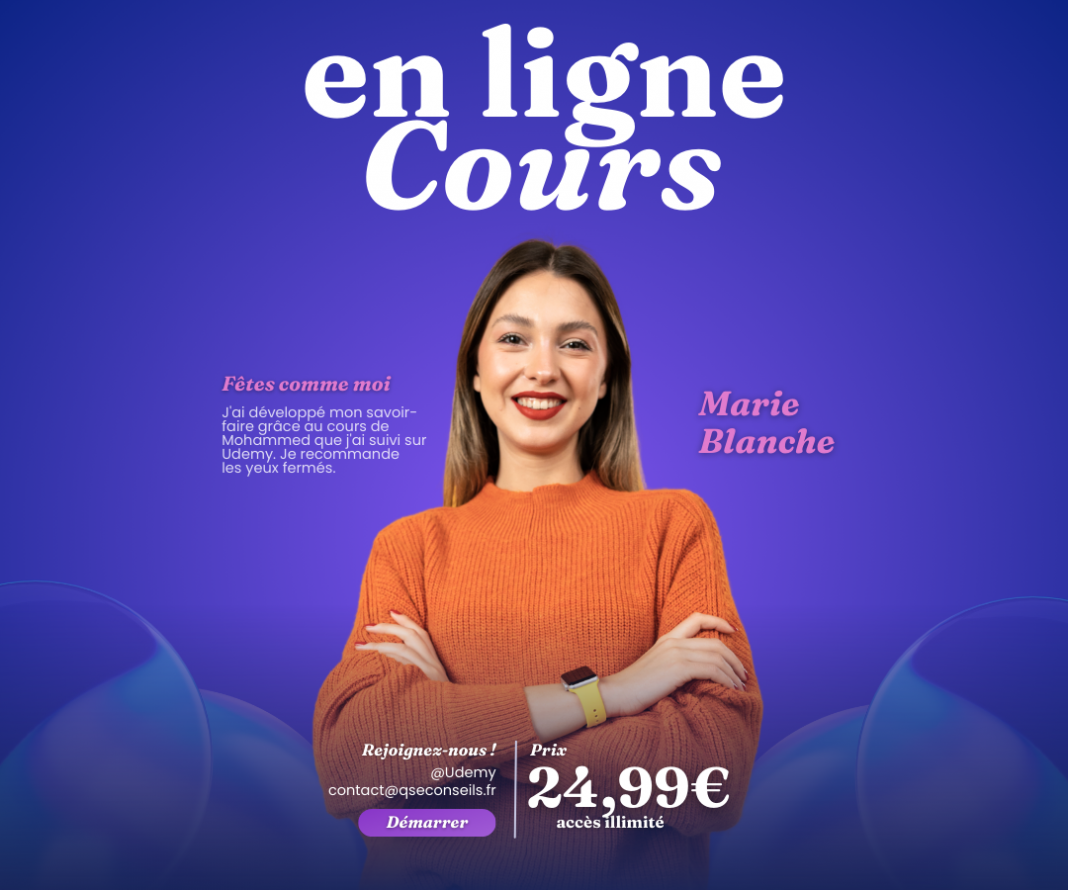 en ligne
Cours
Fêtes comme moi
J'ai développé mon savoir-
faire grâce au cours de
Mohammed que j'ai suivi sur
Udemy. Je recommande
les yeux fermés.
Marie
Blanche
Rejoignez-nous !
@Udemy
contact@qseconseils.fr
Démarrer
Prix
24,99€
accès illimité